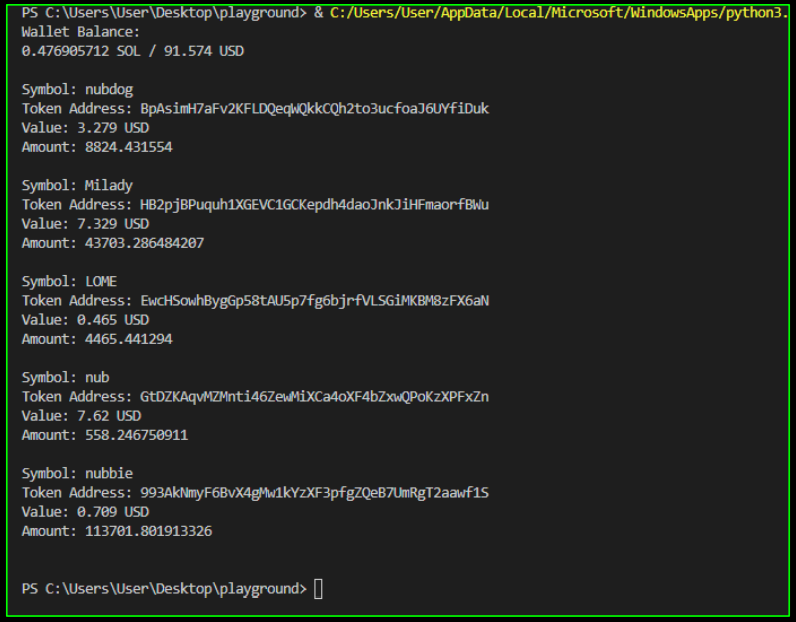 PS C:\Users\User\Desktop\playground> & C:/Users/User/AppData/Local/Microsoft/WindowsApps/python3.
Wallet Balance:
0.476905712 SOL / 91.574 USD
Symbol: nubdog
Token Address: BpAsimH7aFv2KFLDQeqWQkkCQh2to3ucfoaJ6UYfiDuk
Value: 3.279 USD
Amount: 8824.431554
Symbol: Milady
Token Address: HB2pjBPuquh1XGEVC1GCKepdh4daoJnkJiHFmaorfBWu
Value: 7.329 USD
Amount: 43703.286484207
Symbol: LOME
Token Address: EwcHSowhBygGp58tAU5p7fg6bjrfVLSGiMKBM8zFX6aN
Value: 0.465 USD
Amount: 4465.441294
Symbol: nub
Token Address: GtDZKAqvMZMnti46ZewMiXCa4oXF4bZxwQPoKzXPFxZn
Value: 7.62 USD
Amount: 558.246750911
Symbol: nubbie
Token Address: 993AkNmyF6BvX4gMw1kYzXF3pfgZQeB7UmRgT2aawf1S
Value: 0.709 USD
Amount: 113701.801913326
PS C:\Users\User\Desktop\playground>